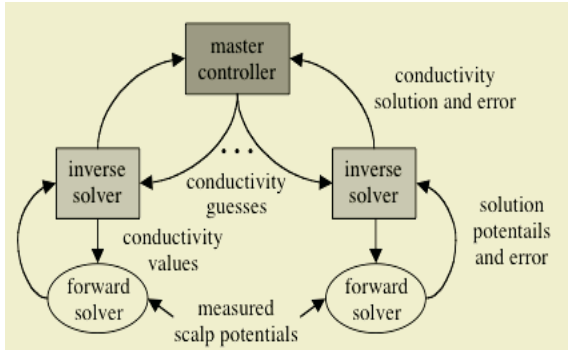 master
controller
conductivity
solution and error
...
inverse
solver
conductivity
guesses
inverse
solver
solution
potentails
and error
conductivity
values
forward
solver
measured
scalp potentials
forward
solver